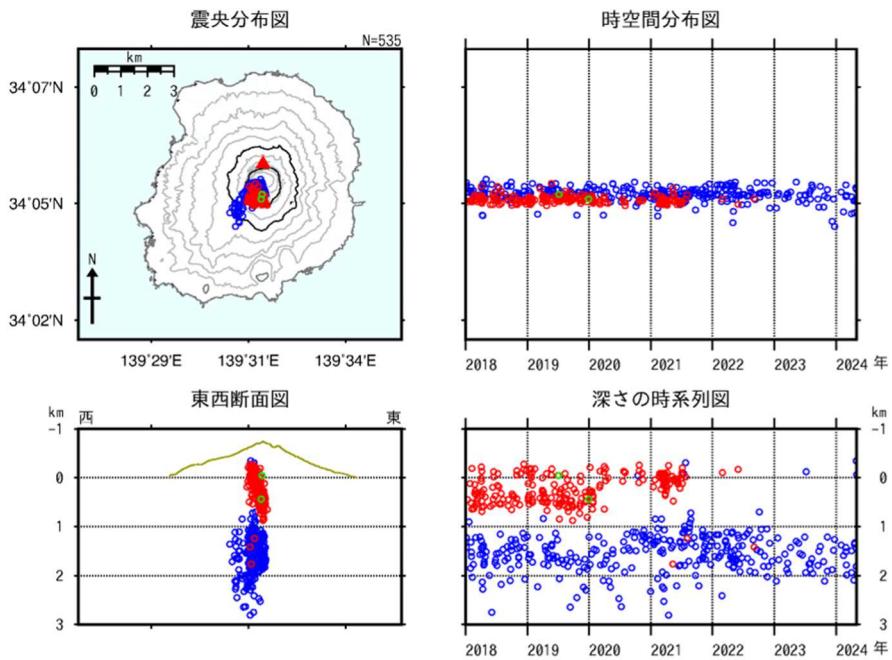 震央分布図
N=535
km
0 1 2 3
34°07'N
34°05'N
34°02'N
N
139°29'E 139°31'E 139°34'E
時空間分布図
2018 2019 2020 2021 2022 2023 2024 年
東西断面図
km 西 東
-1
0
1
2
3
深さの時系列図
km
-1
0
1
2
3
2018 2019 2020 2021 2022 2023 2024 年